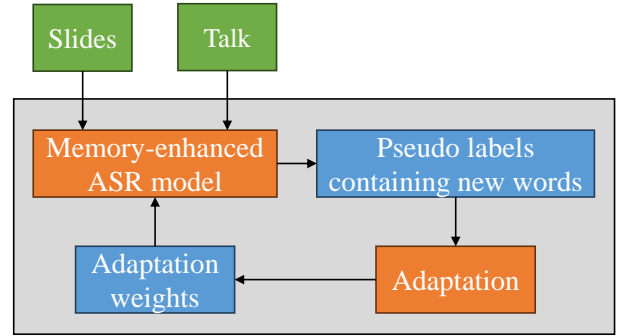 Slides
Talk
Memory-enhanced
ASR model
Pseudo labels
containing new words
Adaptation
weights
Adaptation